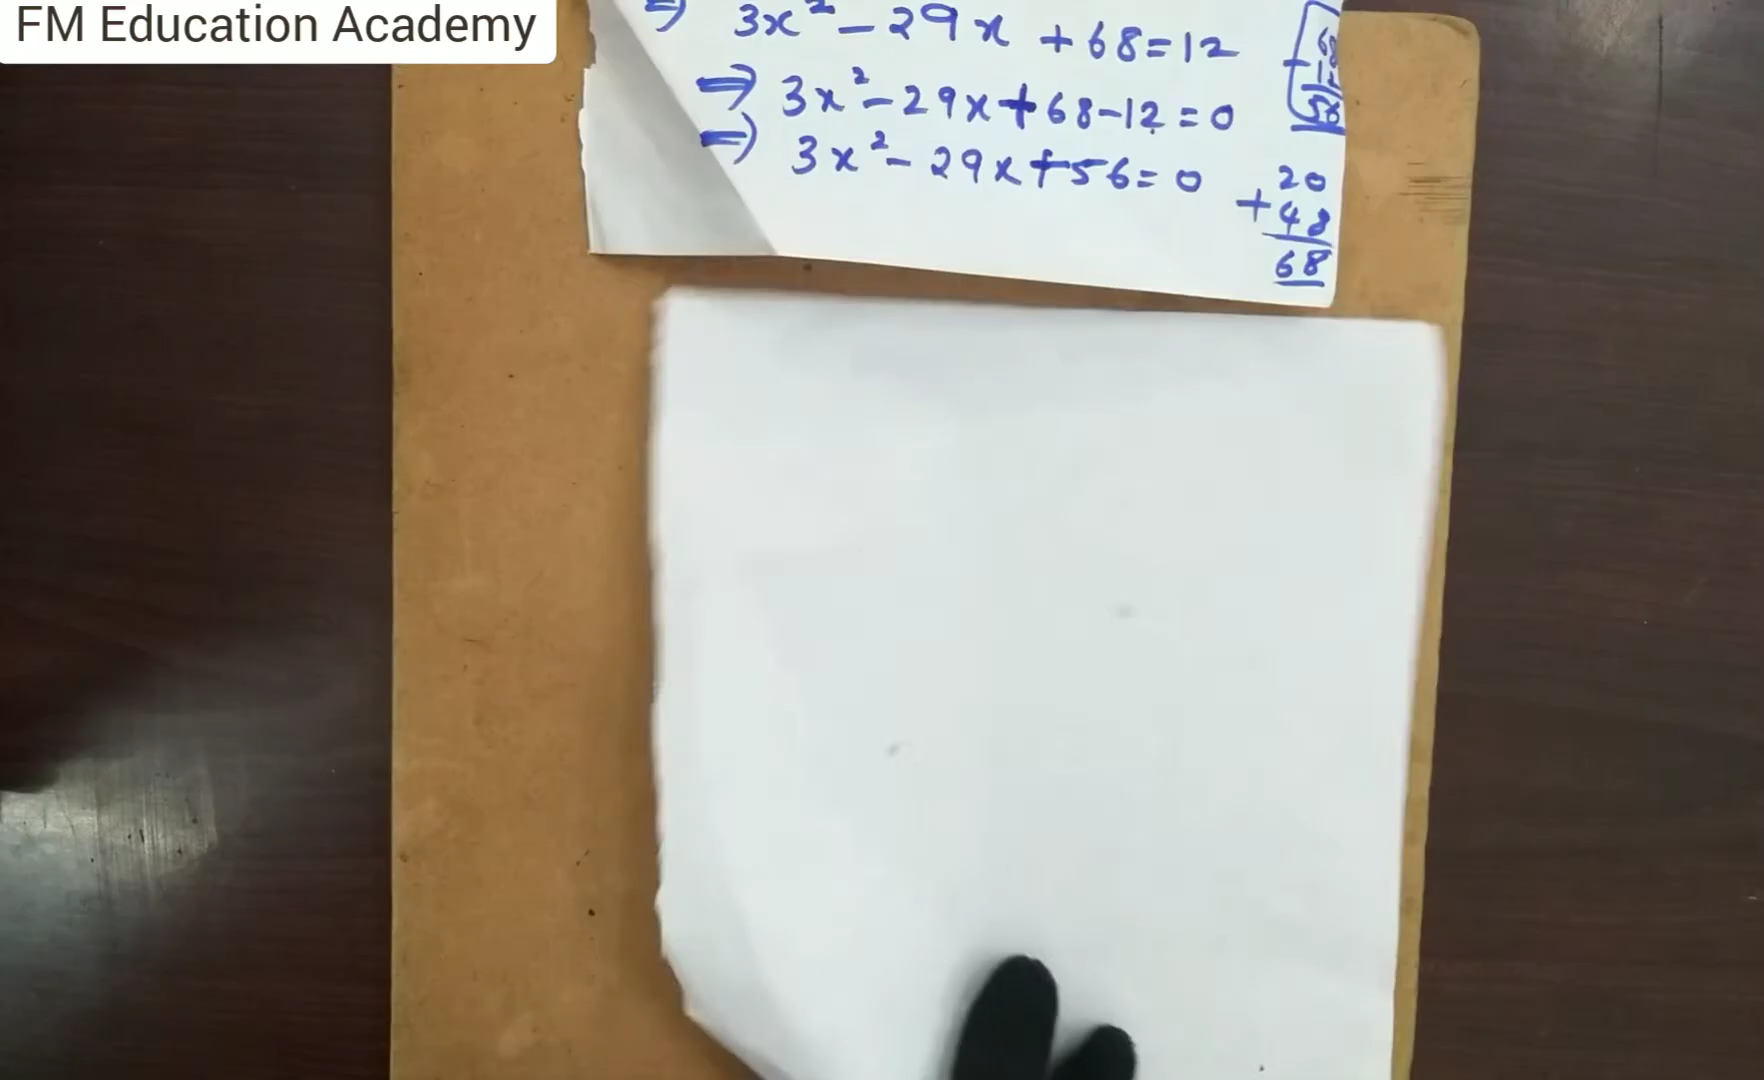 FM Education Academy
⇒ 3x² - 29x + 68 = 12
⇒ 3x² - 29x + 68 - 12 = 0
⇒ 3x² - 29x + 56 = 0
20
+ 48
68